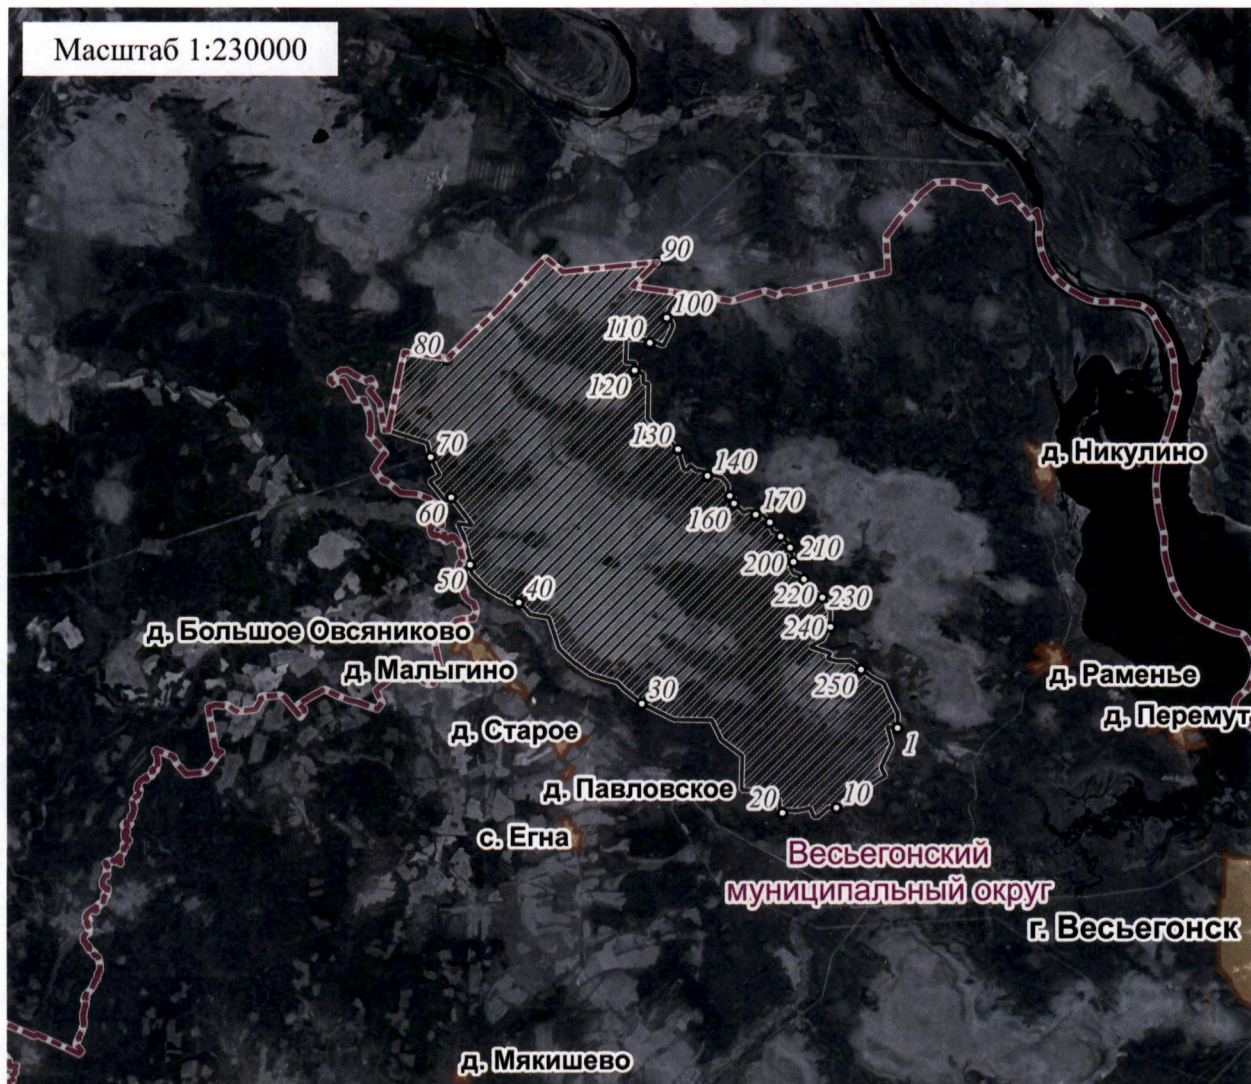 Масштаб 1:230000
90
100
110
80
120
130
70
140
д. Никулино
60
160
170
210
200
50
40
220
230
240
д. Большое Овсяниково
д. Малыгино
250
д. Раменье
30
д. Перемут
д. Старое
1
д. Павловское
20
10
с. Егна
Весьегонский
муниципальный округ
г. Весьегонск
д. Мякишево